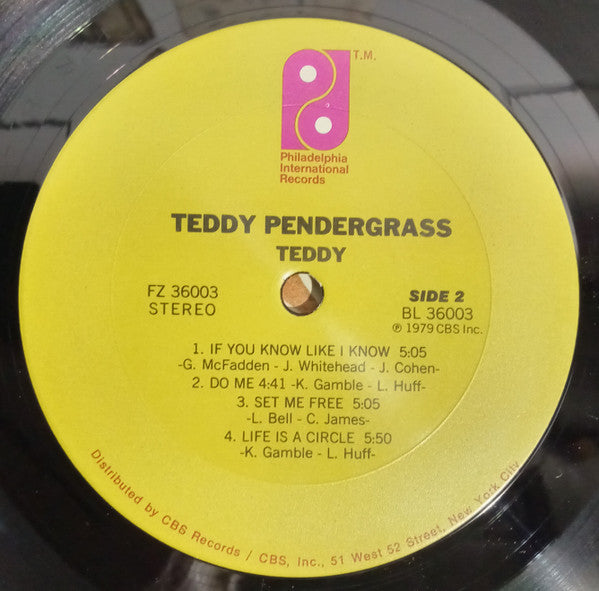 T.M.
Philadelphia
International
Records
TEDDY PENDERGRASS
TEDDY
FZ 36003
STEREO
SIDE 2
BL 36003
℗ 1979 CBS Inc.
1. IF YOU KNOW LIKE I KNOW 5:05
-G. McFadden - J. Whitehead - J. Cohen-
2. DO ME 4:41 -K. Gamble - L. Huff-
3. SET ME FREE 5:05
-L. Bell - C. James-
4. LIFE IS A CIRCLE 5:50
-K. Gamble - L. Huff-
Distributed by CBS Records / CBS, Inc., 51 West 52 Street, New York City